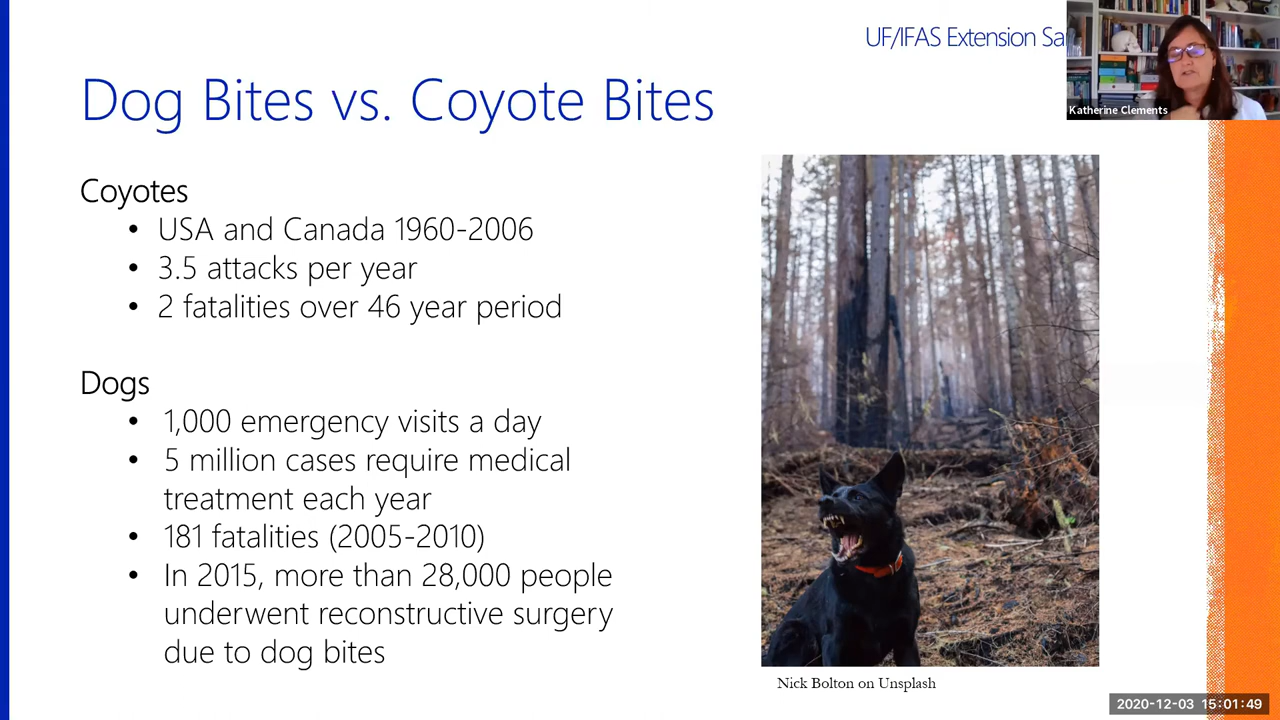 UF/IFAS Extension
Katherine Clements
Dog Bites vs. Coyote Bites
Coyotes
• USA and Canada 1960-2006
• 3.5 attacks per year
• 2 fatalities over 46 year period
Dogs
• 1,000 emergency visits a day
• 5 million cases require medical
treatment each year
• 181 fatalities (2005-2010)
• In 2015, more than 28,000 people
underwent reconstructive surgery
due to dog bites
Nick Bolton on Unsplash
2020-12-03 15:01:49